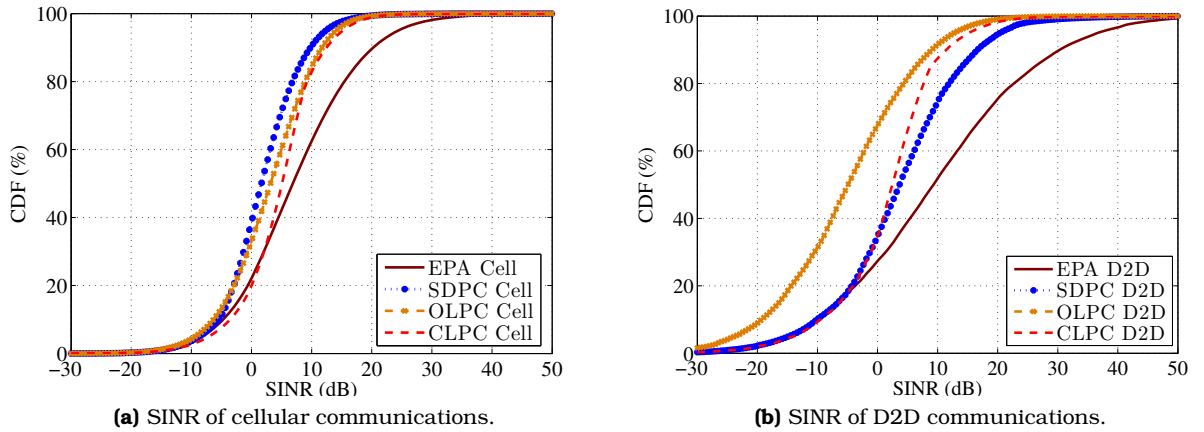 100
80
60
40
20
0
CDF (%)
−30
−20
−10
0
10
20
30
40
50
SINR (dB)
EPA Cell
SDPC Cell
OLPC Cell
CLPC Cell
(a) SINR of cellular communications.
100
80
60
40
20
0
CDF (%)
−30
−20
−10
0
10
20
30
40
50
SINR (dB)
EPA D2D
SDPC D2D
OLPC D2D
CLPC D2D
(b) SINR of D2D communications.